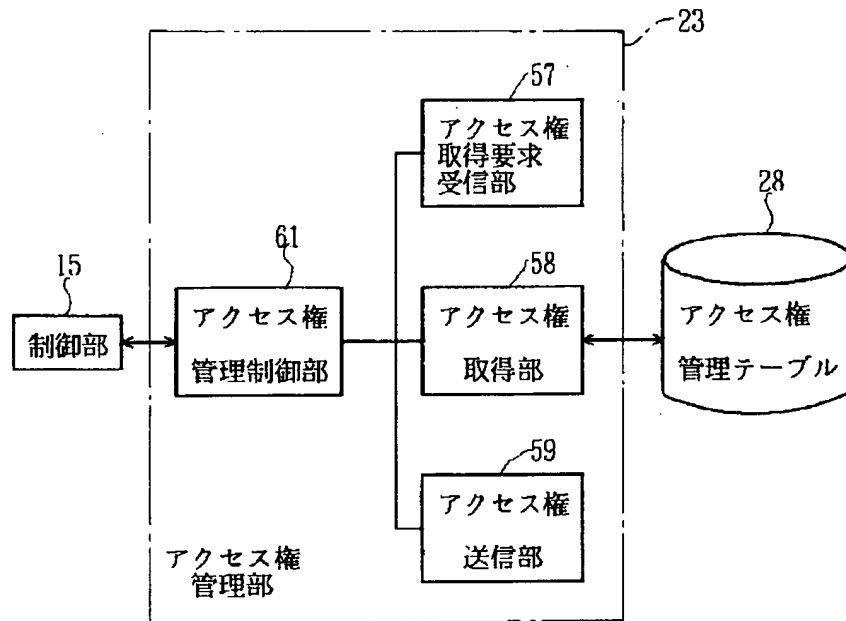 23
57
アクセス権
取得要求
受信部
28
61
58
15
アクセス権
アクセス権
アクセス権
制御部
管理制御部
取得部
管理テーブル
59
アクセス権
送信部
アクセス権
管理部